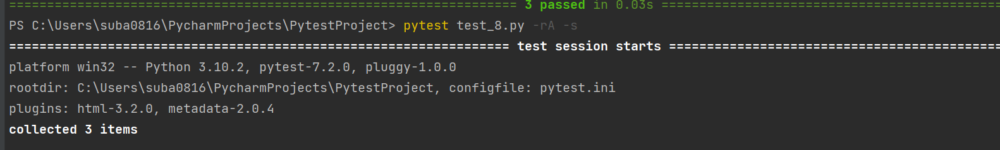 =================================================================== 3 passed in 0.03s =============================================
PS C:\Users\suba0816\PycharmProjects\PytestProject> pytest test_8.py -rA -s
================================================================== test session starts ============================================
platform win32 -- Python 3.10.2, pytest-7.2.0, pluggy-1.0.0
rootdir: C:\Users\suba0816\PycharmProjects\PytestProject, configfile: pytest.ini
plugins: html-3.2.0, metadata-2.0.4
collected 3 items